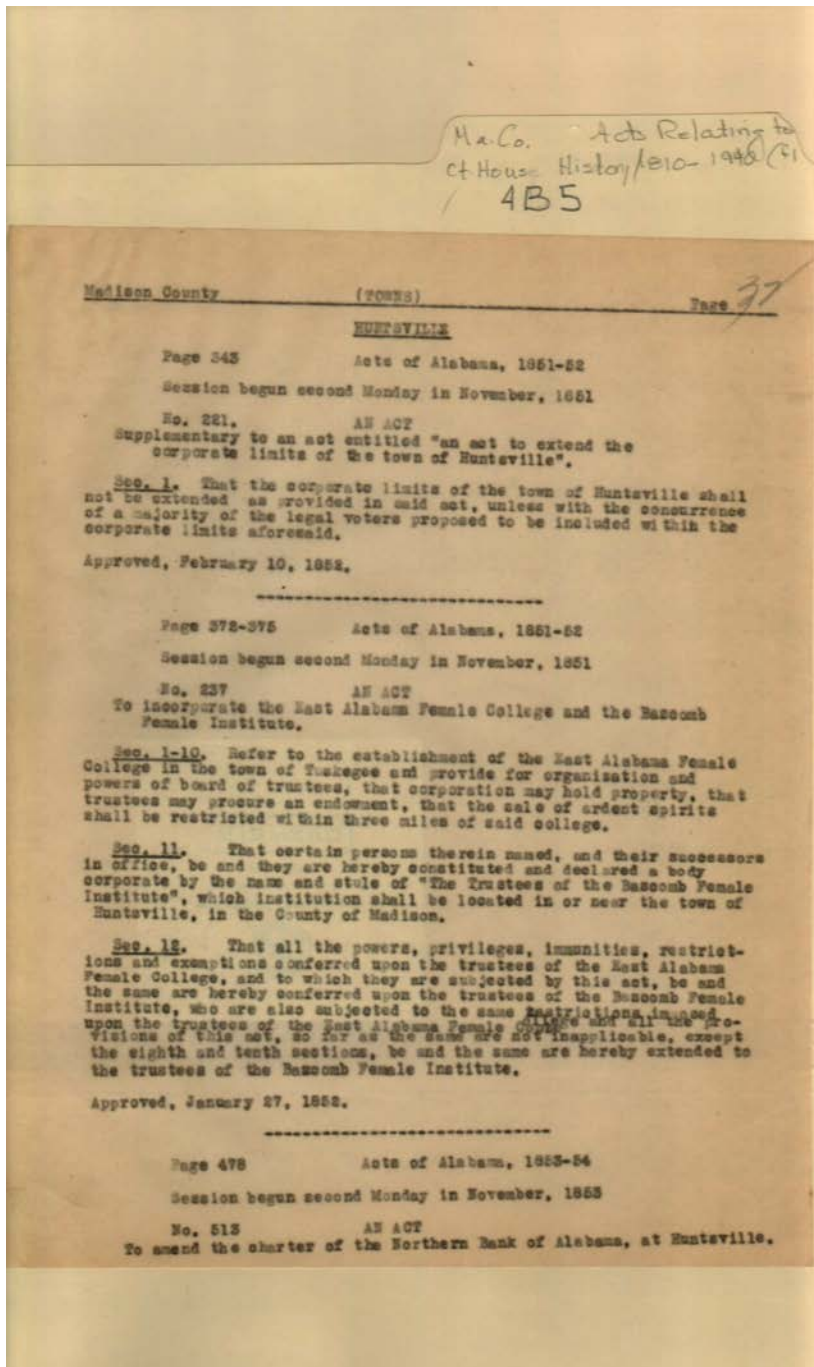 Ma. Co. Acts Relating to
Ct House History 1810-1940 (F)
4B5
Madison County (TOWNS) Page 37
HUNTSVILLE
Page 343 Acts of Alabama, 1851-52
Session begun second Monday in November, 1851
No. 221. AN ACT
Supplementary to an act entitled "an act to extend the
corporate limits of the town of Huntsville".
Sec. 1. That the corporate limits of the town of Huntsville shall
not be extended as provided in said act, unless with the concurrence
of a majority of the legal voters proposed to be included within the
corporate limits aforesaid.
Approved, February 10, 1852.
Page 372-375 Acts of Alabama, 1851-52
Session begun second Monday in November, 1851
No. 237 AN ACT
To incorporate the East Alabama Female College and the Bascomb
Female Institute.
Sec. 1-10. Refer to the establishment of the East Alabama Female
College in the town of Tuskegee and provide for organization and
powers of board of trustees, that corporation may hold property, that
trustees may procure an endowment, that the sale of ardent spirits
shall be restricted within three miles of said college.
Sec. 11. That certain persons therein named, and their successors
in office, be and they are hereby constituted and declared a body
corporate by the name and stule of "The Trustees of the Bascomb Female
Institute", which institution shall be located in or near the town of
Huntsville, in the County of Madison.
Sec. 12. That all the powers, privileges, immunities, restrict-
ions and exemptions conferred upon the trustees of the East Alabama
Female College, and to which they are subjected by this act, be and
the same are hereby conferred upon the trustees of the Bascomb Female
Institute, who are also subjected to the same restrictions imposed
upon the trustees of the East Alabama Female College and all the pro-
visions of this act, so far as the same are not inapplicable, except
the eighth and tenth sections, be and the same are hereby extended to
the trustees of the Bascomb Female Institute.
Approved, January 27, 1852.
Page 478 Acts of Alabama, 1853-54
Session begun second Monday in November, 1853
No. 513 AN ACT
To amend the charter of the Northern Bank of Alabama, at Huntsville.